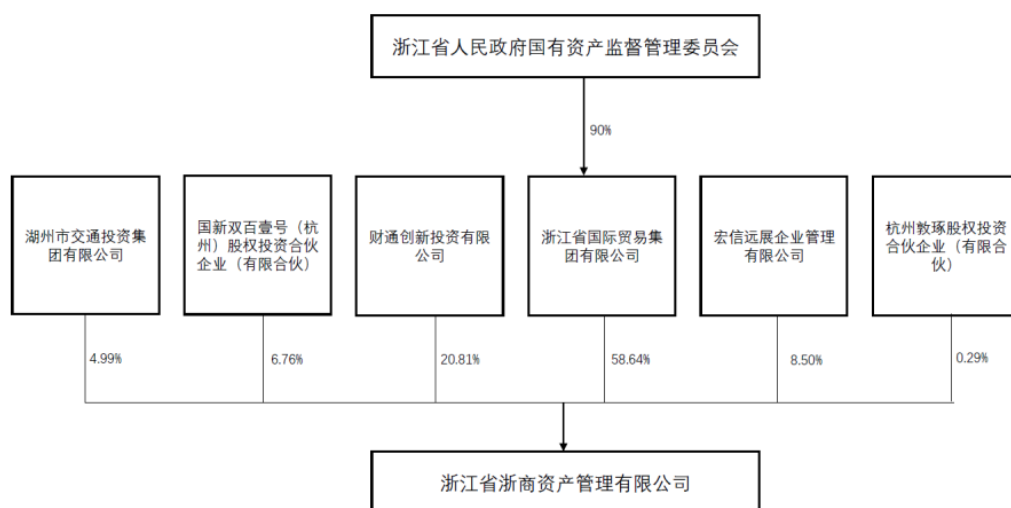 浙江省人民政府国有资产监督管理委员会
90%
湖州市交通投资集
团有限公司
国新双百壹号（杭
州）股权投资合伙
企业（有限合伙）
财通创新投资有限
公司
浙江省国际贸易集
团有限公司
宏信远展企业管理
有限公司
杭州敦琢股权投资
合伙企业（有限合
伙）
4.99%
6.76%
20.81%
58.64%
8.50%
0.29%
浙江省浙商资产管理有限公司